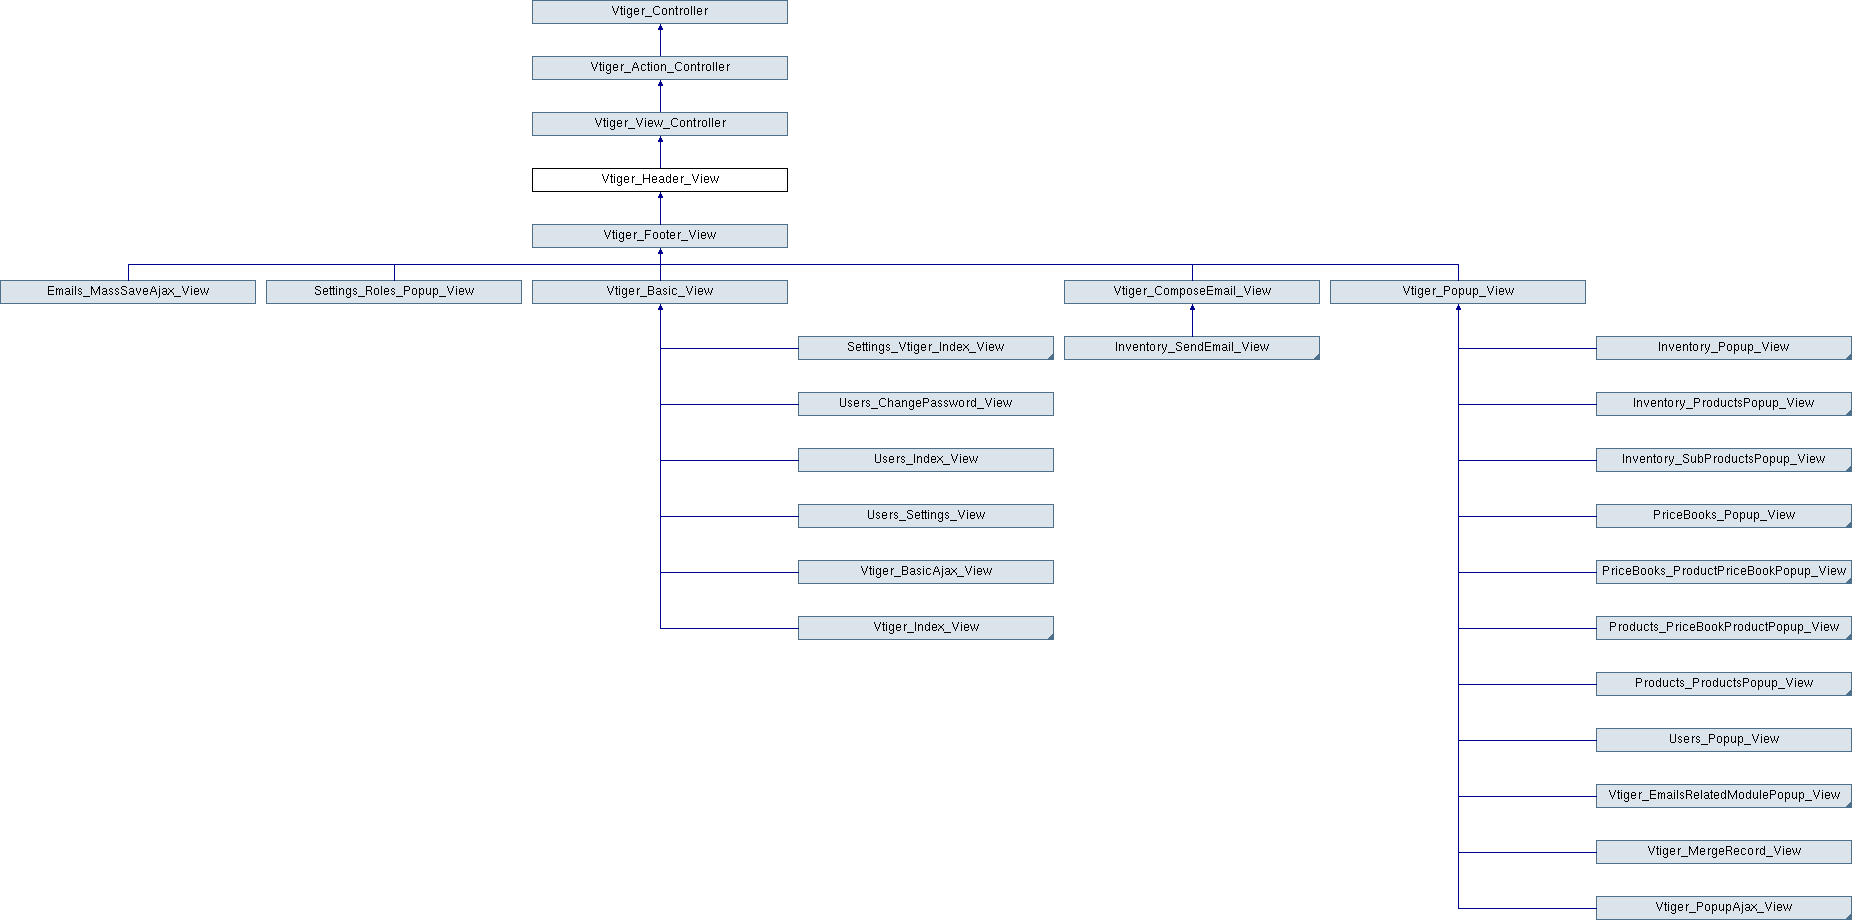 Vtiger_Controller
Vtiger_Action_Controller
Vtiger_View_Controller
Vtiger_Header_View
Vtiger_Footer_View
Emails_MassSaveAjax_View
Settings_Roles_Popup_View
Vtiger_Basic_View
Vtiger_ComposeEmail_View
Vtiger_Popup_View
Settings_Vtiger_Index_View
Users_ChangePassword_View
Users_Index_View
Users_Settings_View
Vtiger_BasicAjax_View
Vtiger_Index_View
Inventory_SendEmail_View
Inventory_Popup_View
Inventory_ProductsPopup_View
Inventory_SubProductsPopup_View
PriceBooks_Popup_View
PriceBooks_ProductPriceBookPopup_View
Products_PriceBookProductPopup_View
Products_ProductsPopup_View
Users_Popup_View
Vtiger_EmailsRelatedModulePopup_View
Vtiger_MergeRecord_View
Vtiger_PopupAjax_View